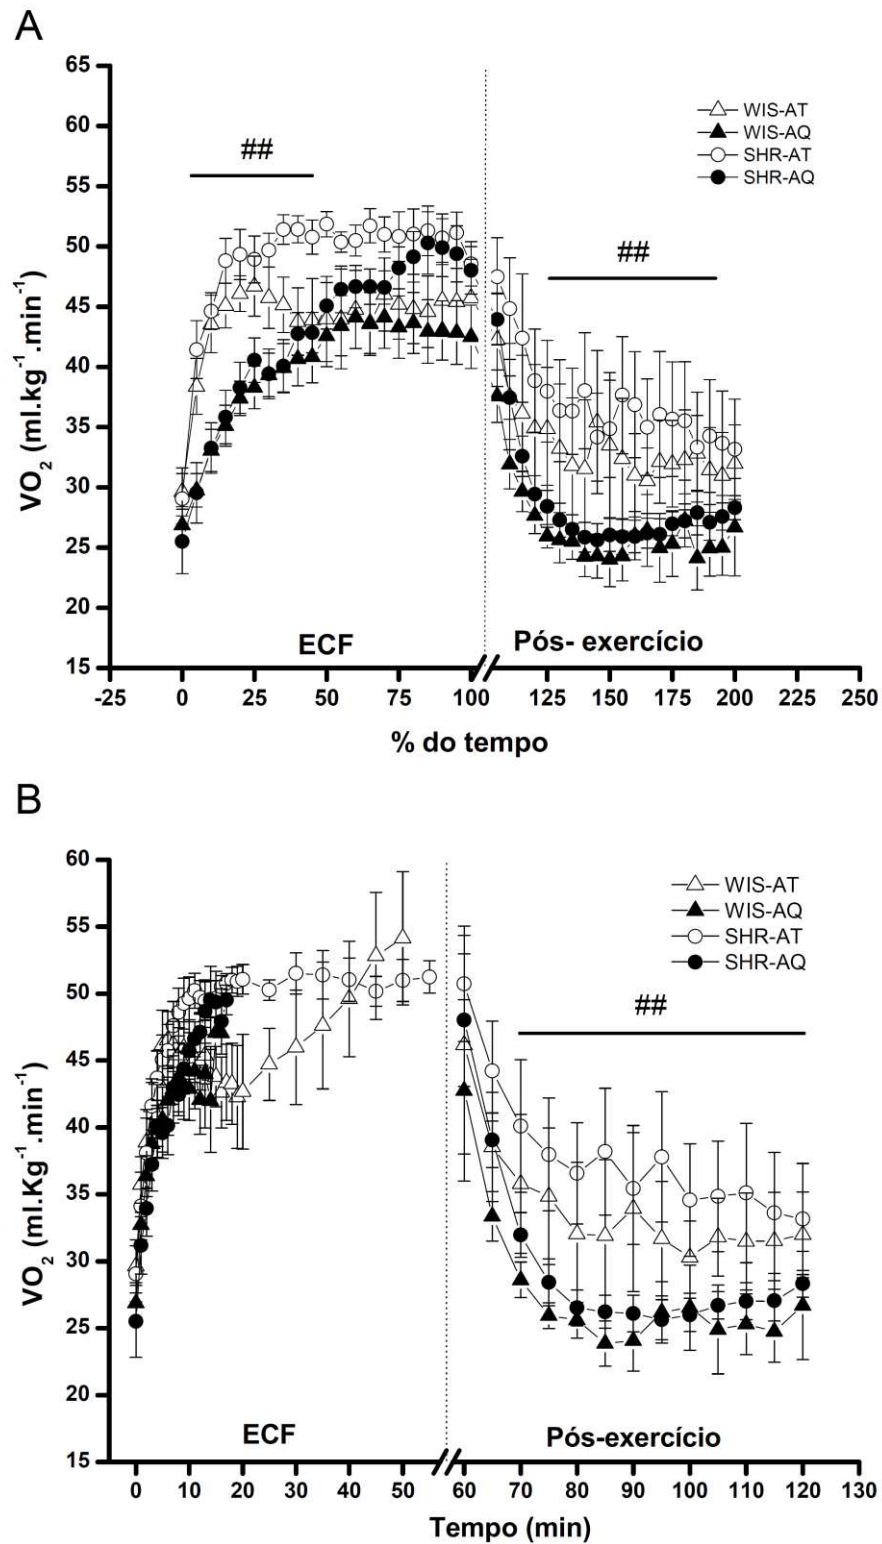 A
65
60
55
50
45
40
35
30
25
20
15
VO2 (ml.kg-1.min-1)
##
##
WIS-AT
WIS-AQ
SHR-AT
SHR-AQ
ECF
Pós- exercício
-25 0 25 50 75 100 125 150 175 200 225 250
% do tempo
B
60
55
50
45
40
35
30
25
20
15
VO2 (ml.Kg-1.min-1)
WIS-AT
WIS-AQ
SHR-AT
SHR-AQ
##
ECF
Pós-exercício
0 10 20 30 40 50 60 70 80 90 100 110 120 130
Tempo (min)